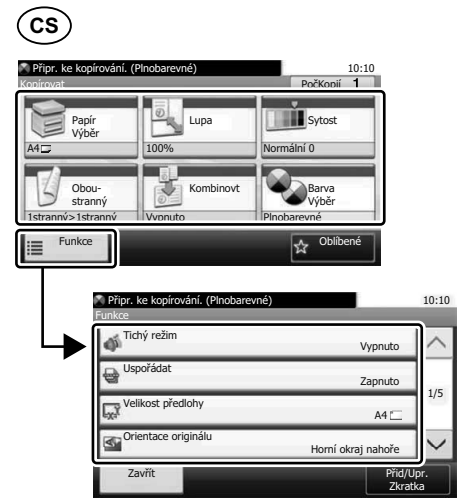 CS
Připr. ke kopírování. (Plnobarevné) 10:10
Kopírovat PočKopií 1
Papír
Výběr
A4
Lupa
100%
Sytost
Normální 0
Obou-
stranný
1stranný>1stranný
Kombinovt
Vypnuto
Barva
Výběr
Plnobarevné
Funkce
Oblíbené
Připr. ke kopírování. (Plnobarevné) 10:10
Funkce
Tichý režim
Vypnuto
Uspořádat
Zapnuto
1/5
Velikost předlohy
A4
Orientace originálu
Horní okraj nahoře
Zavřít
Přid/Upr.
Zkratka